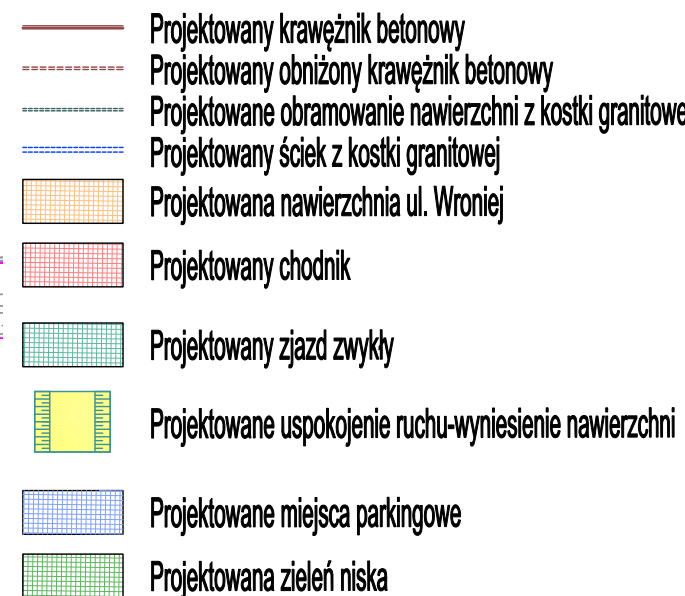 Projektowany krawężnik betonowy
Projektowany obniżony krawężnik betonowy
Projektowane obramowanie nawierzchni z kostki granitowe
Projektowany ściek z kostki granitowej
Projektowana nawierzchnia ul. Wroniej
Projektowany chodnik
Projektowany zjazd zwykły
Projektowane uspokojenie ruchu-wyniesienie nawierzchni
Projektowane miejsca parkingowe
Projektowana zieleń niska